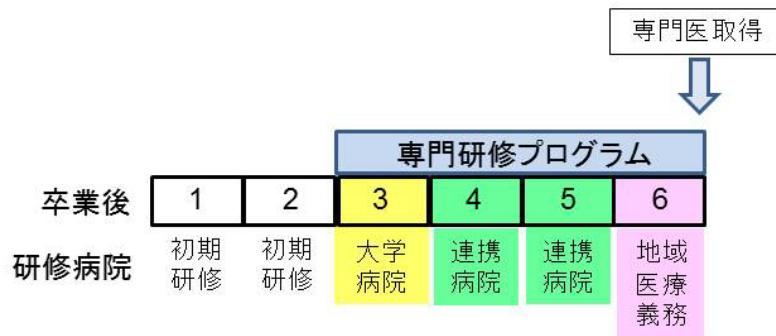 専門医取得
専門研修プログラム
卒業後 1 2 3 4 5 6
研修病院
初期
研修
初期
研修
大学
病院
連携
病院
連携
病院
地域
医療
義務